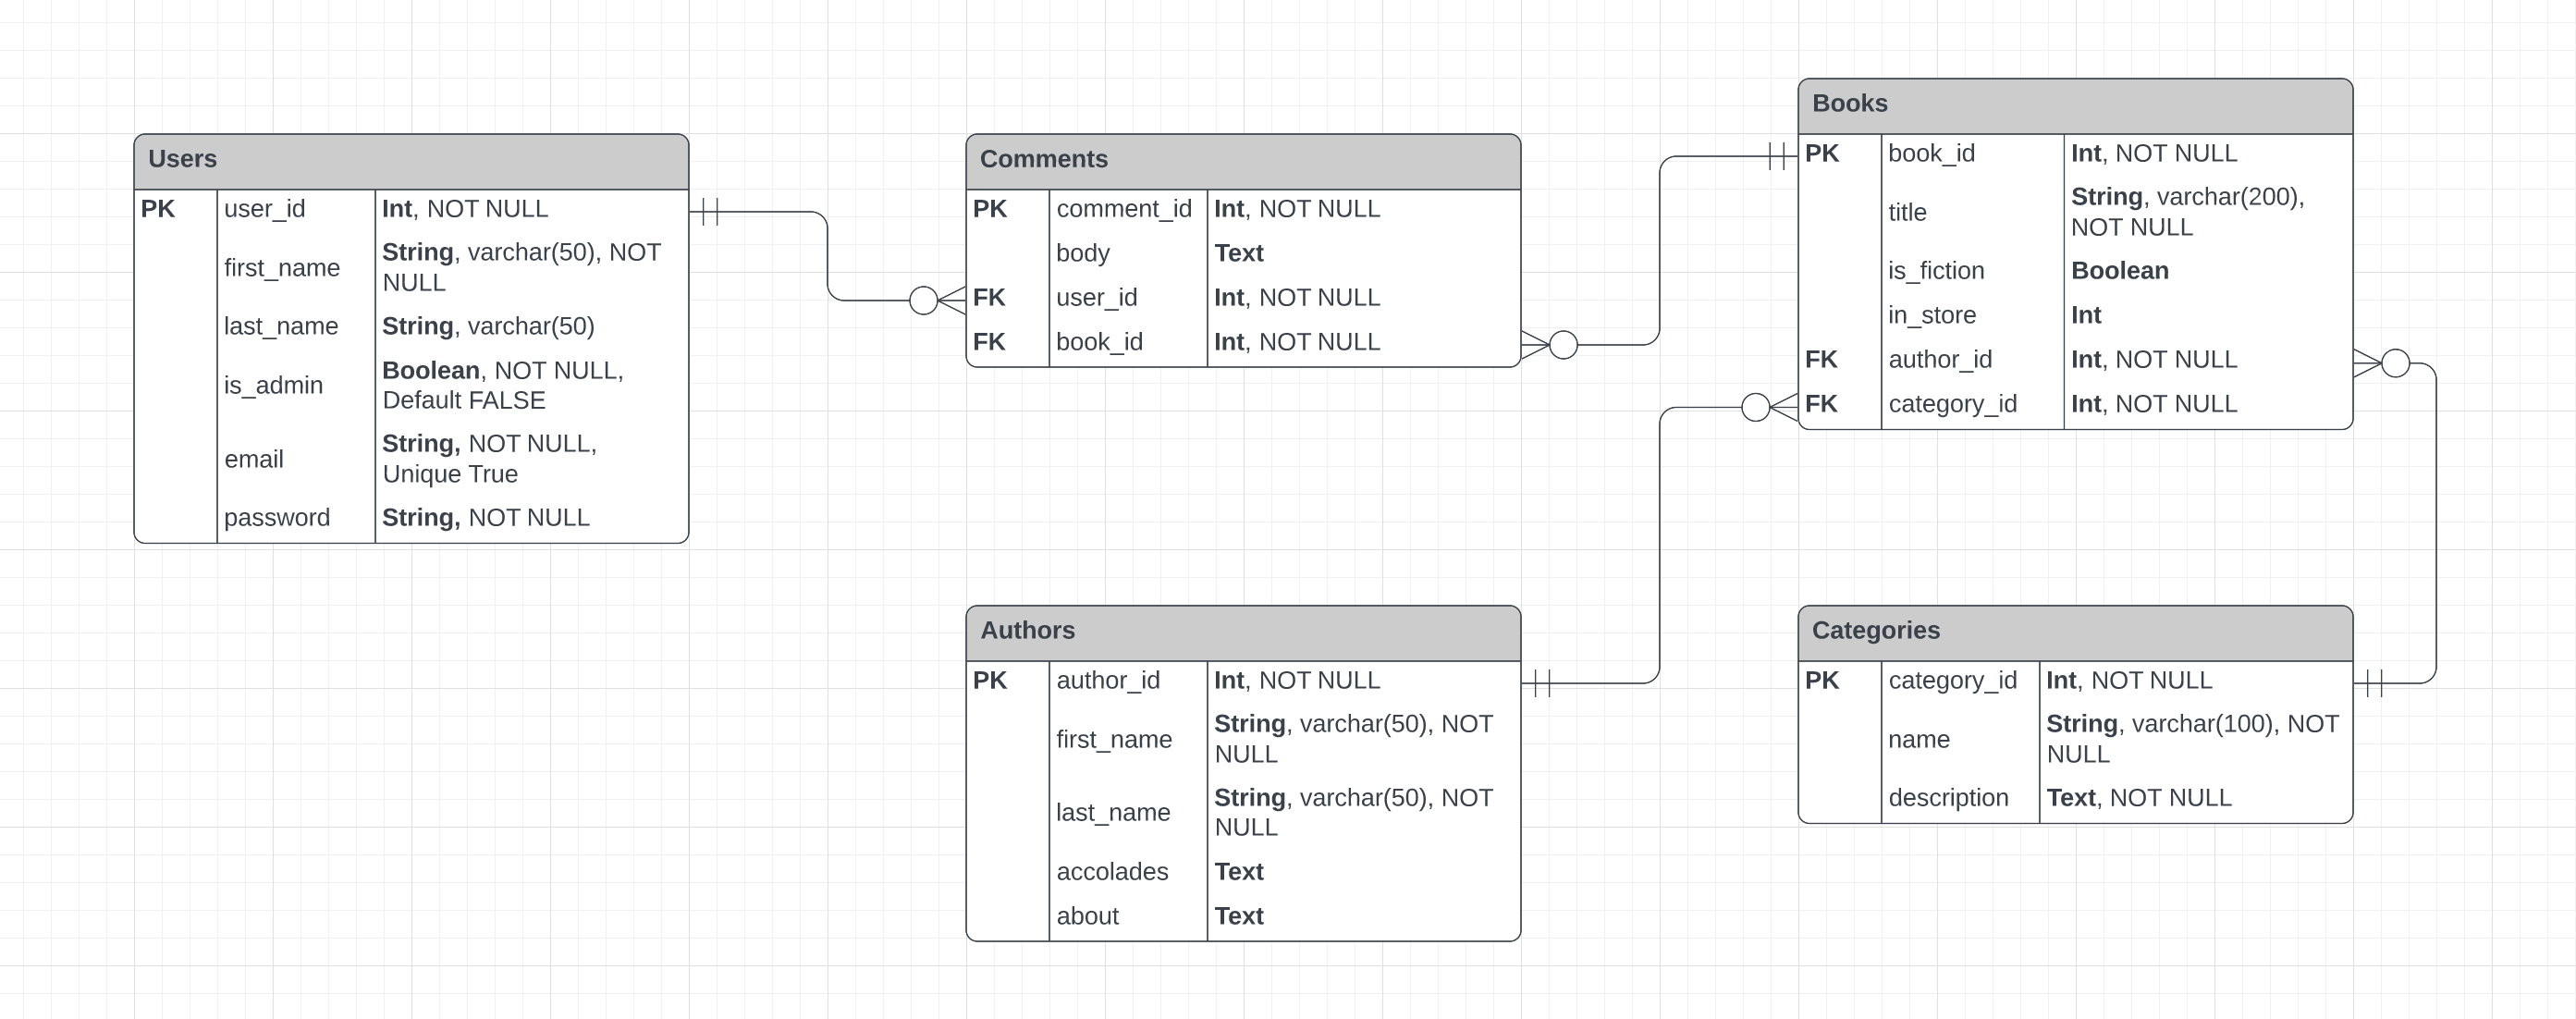 Users
PK user_id Int, NOT NULL
first_name String, varchar(50), NOT
NULL
last_name String, varchar(50)
is_admin Boolean, NOT NULL,
Default FALSE
email String, NOT NULL,
Unique True
password String, NOT NULL
Comments
PK comment_id Int, NOT NULL
body Text
FK user_id Int, NOT NULL
FK book_id Int, NOT NULL
Books
PK book_id Int, NOT NULL
title String, varchar(200),
NOT NULL
is_fiction Boolean
in_store Int
FK author_id Int, NOT NULL
FK category_id Int, NOT NULL
Authors
PK author_id Int, NOT NULL
first_name String, varchar(50), NOT
NULL
last_name String, varchar(50), NOT
NULL
accolades Text
about Text
Categories
PK category_id Int, NOT NULL
name String, varchar(100), NOT
NULL
description Text, NOT NULL